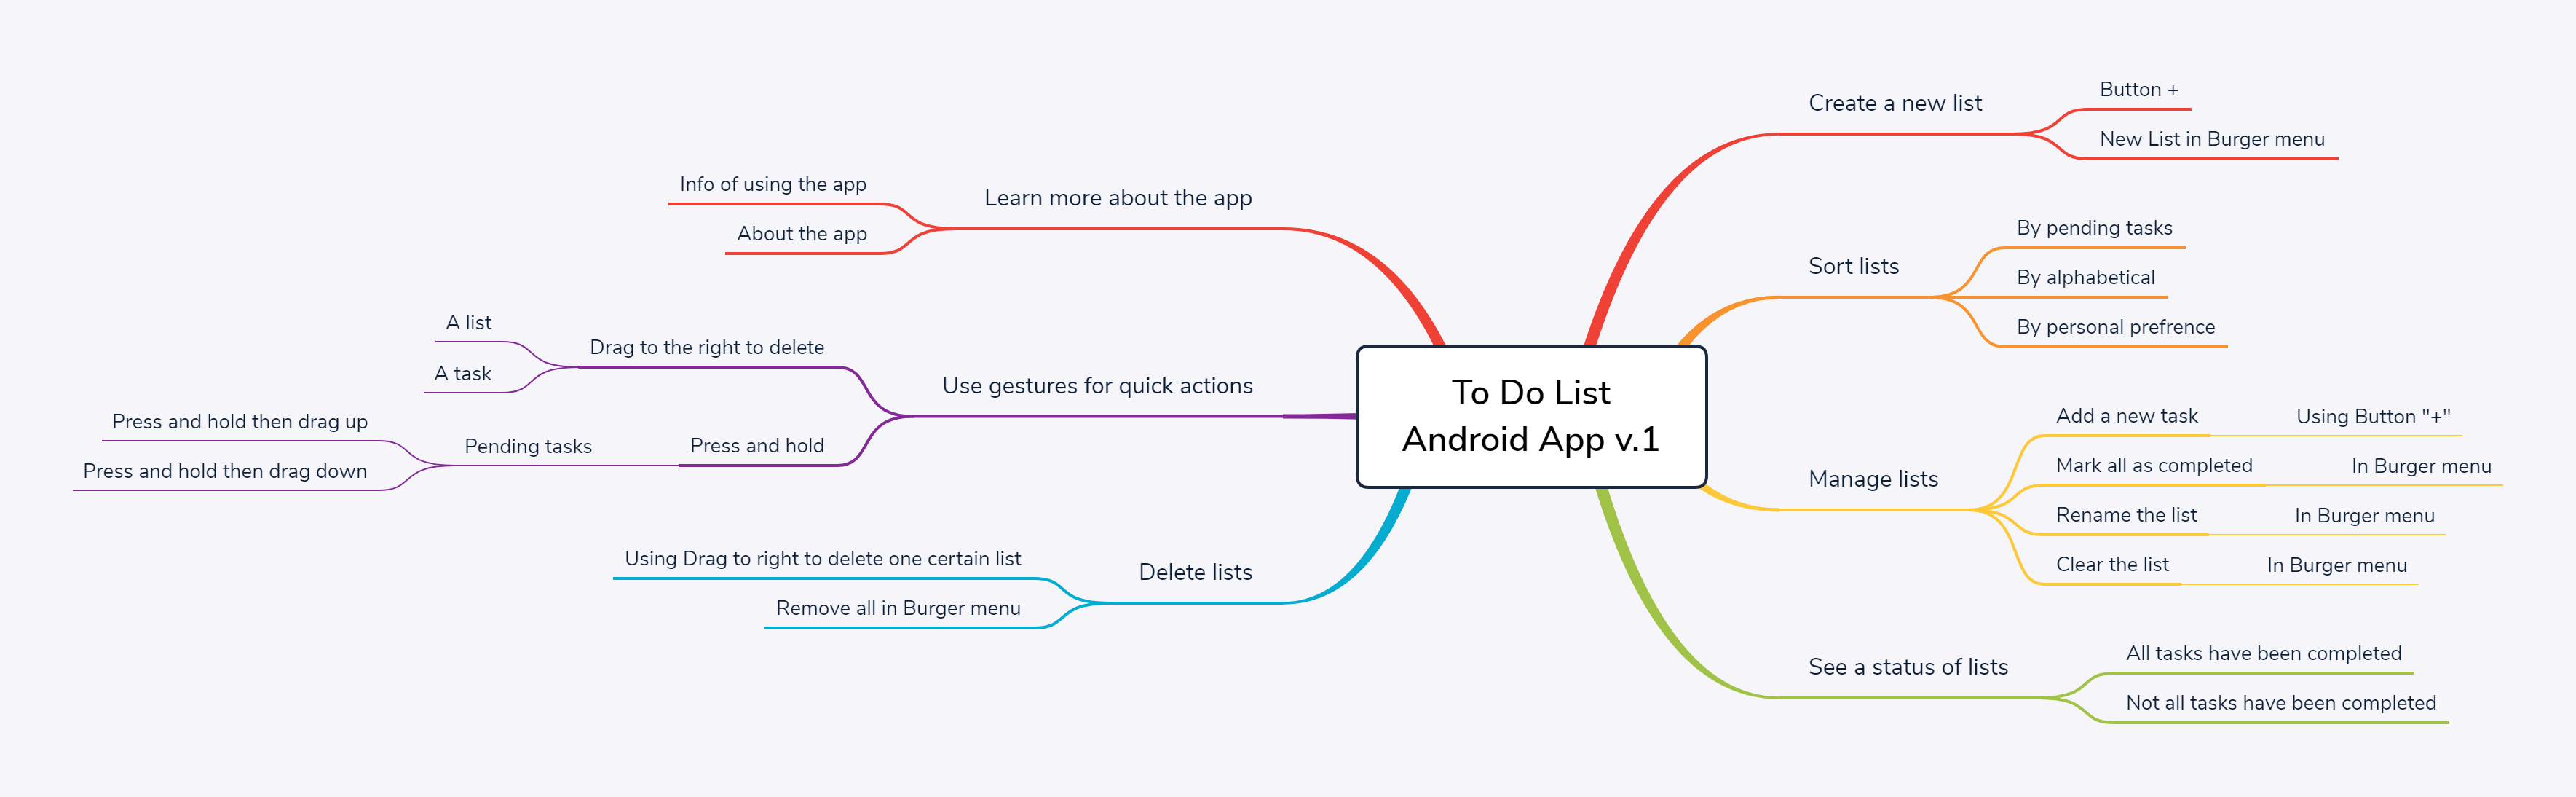 To Do List
Android App v.1
Create a new list
Button +
New List in Burger menu
Sort lists
By pending tasks
By alphabetical
By personal prefrence
Manage lists
Add a new task
Using Button "+"
Mark all as completed
In Burger menu
Rename the list
In Burger menu
Clear the list
In Burger menu
See a status of lists
All tasks have been completed
Not all tasks have been completed
Learn more about the app
Info of using the app
About the app
Use gestures for quick actions
Drag to the right to delete
A list
A task
Press and hold
Pending tasks
Press and hold then drag up
Press and hold then drag down
Delete lists
Using Drag to right to delete one certain list
Remove all in Burger menu